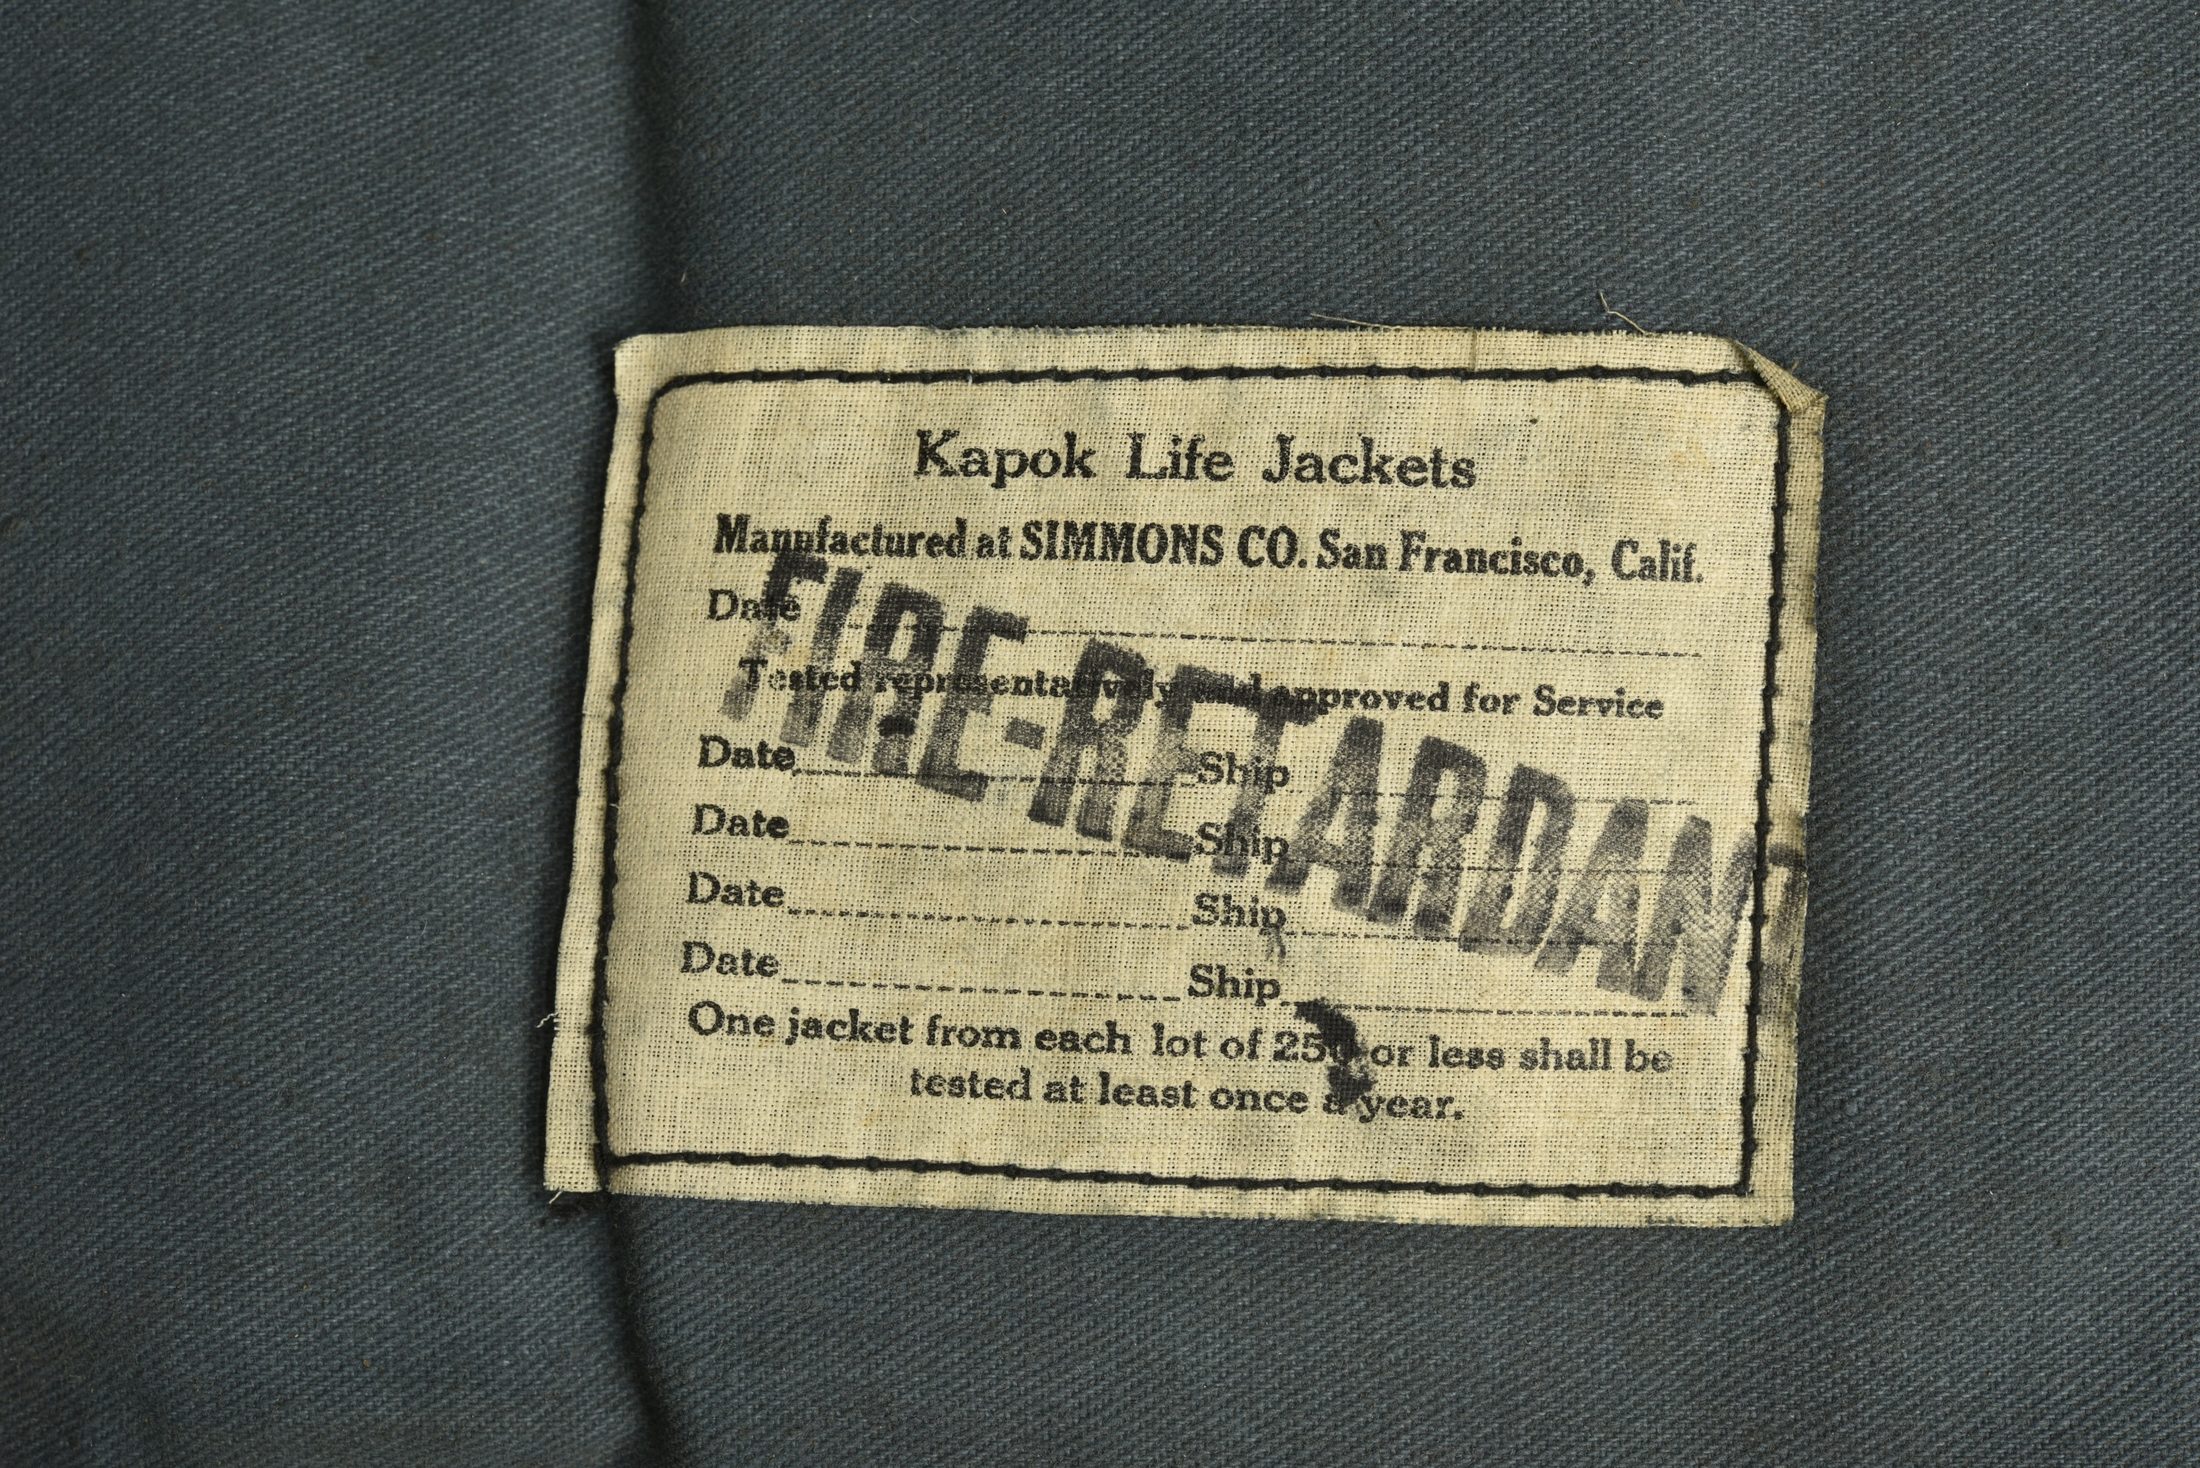 Kapok Life Jackets
Manufactured at SIMMONS CO. San Francisco, Calif.
Date
FIRE-RETARDANT
Tested representatively and approved for Service
Date Ship
Date Ship
Date Ship
Date Ship
One jacket from each lot of 250 or less shall be
tested at least once a year.